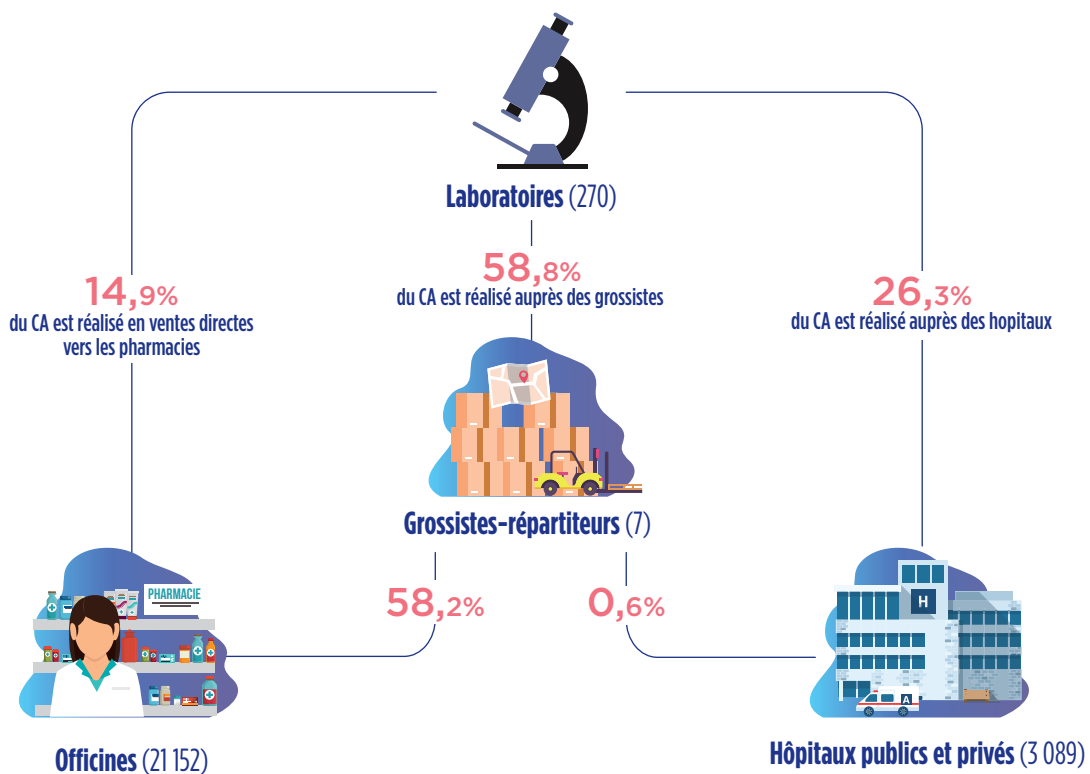 Laboratoires (270)
14,9%
du CA est réalisé en ventes directes
vers les pharmacies
58,8%
du CA est réalisé auprès des grossistes
26,3%
du CA est réalisé auprès des hopitaux
Grossistes-répartiteurs (7)
58,2%
0,6%
PHARMACIE
H
A
Officines (21 152)
Hôpitaux publics et privés (3 089)